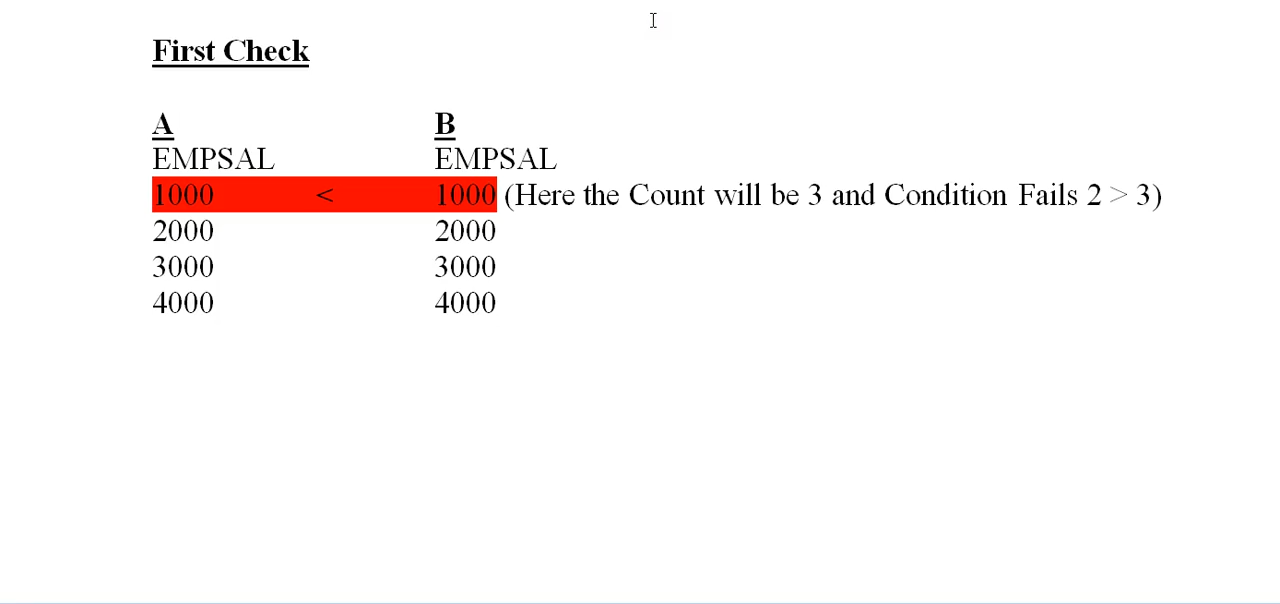 First Check
A B
EMPSAL EMPSAL
1000 < 1000 (Here the Count will be 3 and Condition Fails 2 > 3)
2000 2000
3000 3000
4000 4000